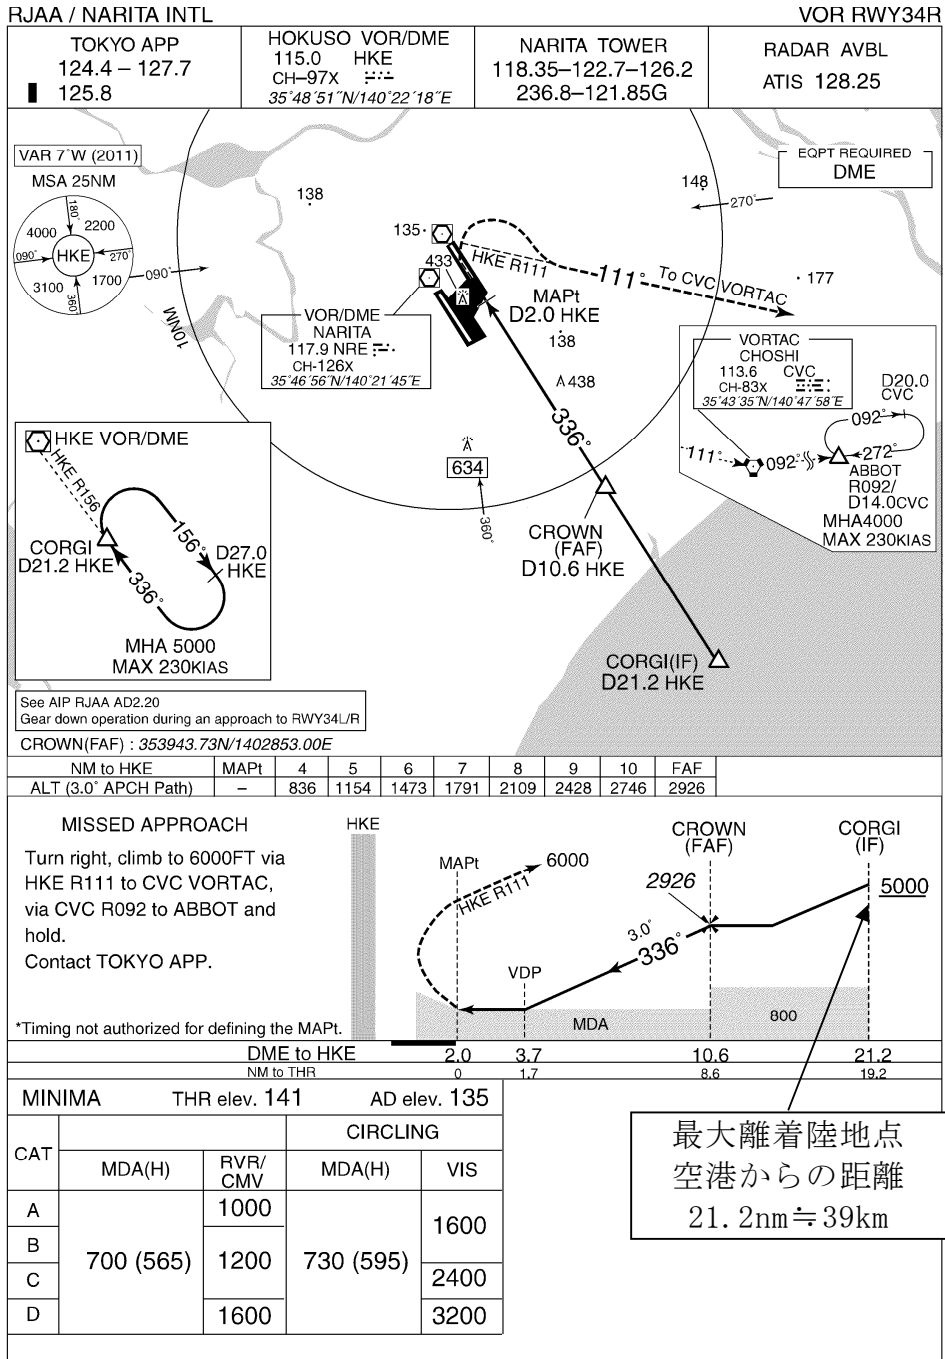 RJAA / NARITA INTL
VOR RWY34R
TOKYO APP
124.4 – 127.7
125.8
HOKUSO VOR/DME
115.0 HKE
CH–97X
35°48´51˝N/140°22´18˝E
NARITA TOWER
118.35–122.7–126.2
236.8–121.85G
RADAR AVBL
ATIS 128.25
VAR 7°W (2011)
MSA 25NM
180°
4000
2200
090°
HKE
270°
3100
1700
360°
090°
10NM
138
135
433
148
270°
EQPT REQUIRED
DME
HKE R111
111°
To CVC VORTAC
177
MAPt
D2.0 HKE
138
438
VOR/DME
NARITA
117.9 NRE
CH-126X
35°46´56˝N/140°21´45˝E
VORTAC
CHOSHI
113.6 CVC
CH-83X
35°43´35˝N/140°47´58˝E
D20.0
CVC
092°
111°
092°
272°
ABBOT
R092/
D14.0CVC
MHA4000
MAX 230KIAS
336°
634
360°
CROWN
(FAF)
D10.6 HKE
CORGI(IF)
D21.2 HKE
HKE VOR/DME
HKE R156
CORGI
D21.2 HKE
156°
D27.0
HKE
336°
MHA 5000
MAX 230KIAS
See AIP RJAA AD2.20
Gear down operation during an approach to RWY34L/R
CROWN(FAF) : 353943.73N/1402853.00E
NM to HKE MAPt 4 5 6 7 8 9 10 FAF
ALT (3.0° APCH Path) – 836 1154 1473 1791 2109 2428 2746 2926
MISSED APPROACH
Turn right, climb to 6000FT via
HKE R111 to CVC VORTAC,
via CVC R092 to ABBOT and
hold.
Contact TOKYO APP.
*Timing not authorized for defining the MAPt.
HKE
MAPt
6000
HKE R111
VDP
CROWN
(FAF)
2926
3.0°
336°
CORGI
(IF)
5000
MDA
800
DME to HKE 2.0 3.7 10.6 21.2
NM to THR 0 1.7 8.6 19.2
MINIMA THR elev. 141 AD elev. 135
CAT
CIRCLING
MDA(H)
RVR/
CMV
MDA(H)
VIS
A
1000
1600
B
700 (565)
1200
730 (595)
C
2400
D
1600
3200
最大離着陸地点
空港からの距離
21.2nm≒39km